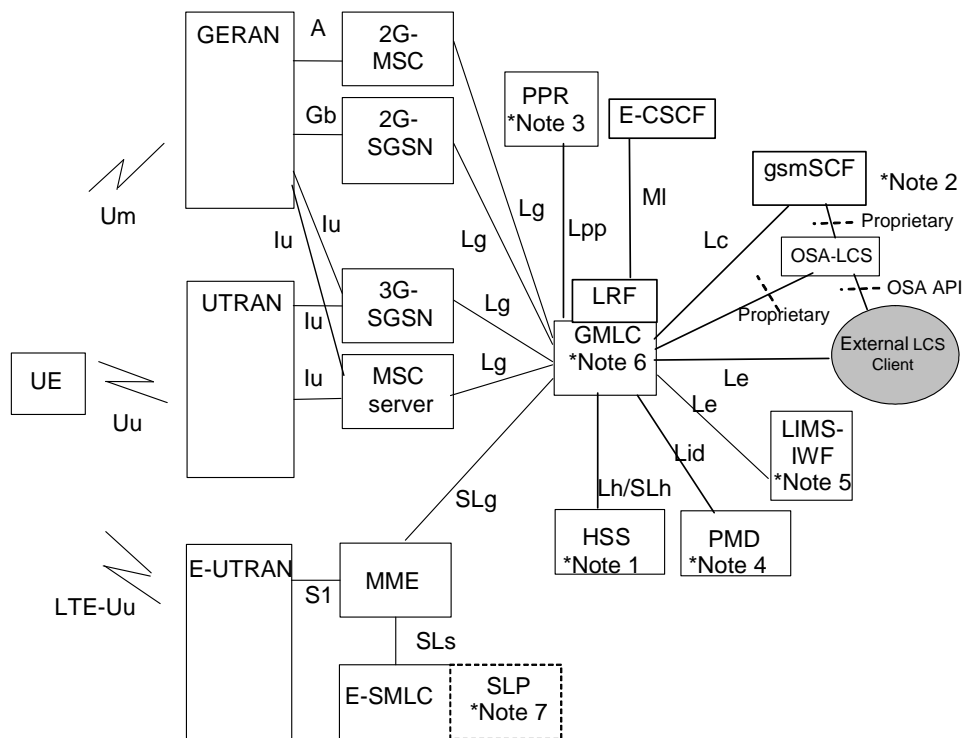 GERAN
A
2G-
MSC
Gb
2G-
SGSN
PPR
*Note 3
E-CSCF
gsmSCF
*Note 2
Um
Iu
Iu
Lg
Lg
Lpp
Ml
Lc
Proprietary
OSA-LCS
OSA API
Proprietary
UTRAN
Iu
3G-
SGSN
Lg
LRF
GMLC
*Note 6
External LCS
Client
UE
Uu
Iu
MSC
server
Lg
Le
Le
LIMS-
IWF
*Note 5
SLg
Lh/SLh
Lid
HSS
*Note 1
PMD
*Note 4
E-UTRAN
S1
MME
LTE-Uu
SLs
E-SMLC
SLP
*Note 7